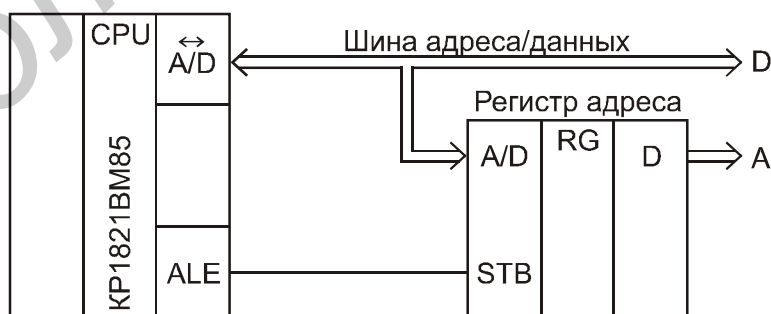 CPU
↔
A/D
Шина адреса/данных
D
Регистр адреса
A/D
RG
D
A
КР1821ВМ85
ALE
STB